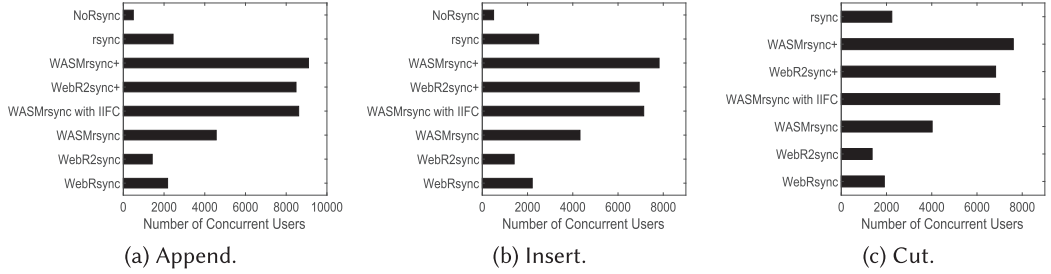 NoRsync
rsync
WASMrsync+
WebR2sync+
WASMrsync with IIFC
WASMrsync
WebR2sync
WebRsync
0 2000 4000 6000 8000 10000
Number of Concurrent Users
(a) Append.
NoRsync
rsync
WASMrsync+
WebR2sync+
WASMrsync with IIFC
WASMrsync
WebR2sync
WebRsync
0 2000 4000 6000 8000
Number of Concurrent Users
(b) Insert.
rsync
WASMrsync+
WebR2sync+
WASMrsync with IIFC
WASMrsync
WebR2sync
WebRsync
0 2000 4000 6000 8000
Number of Concurrent Users
(c) Cut.